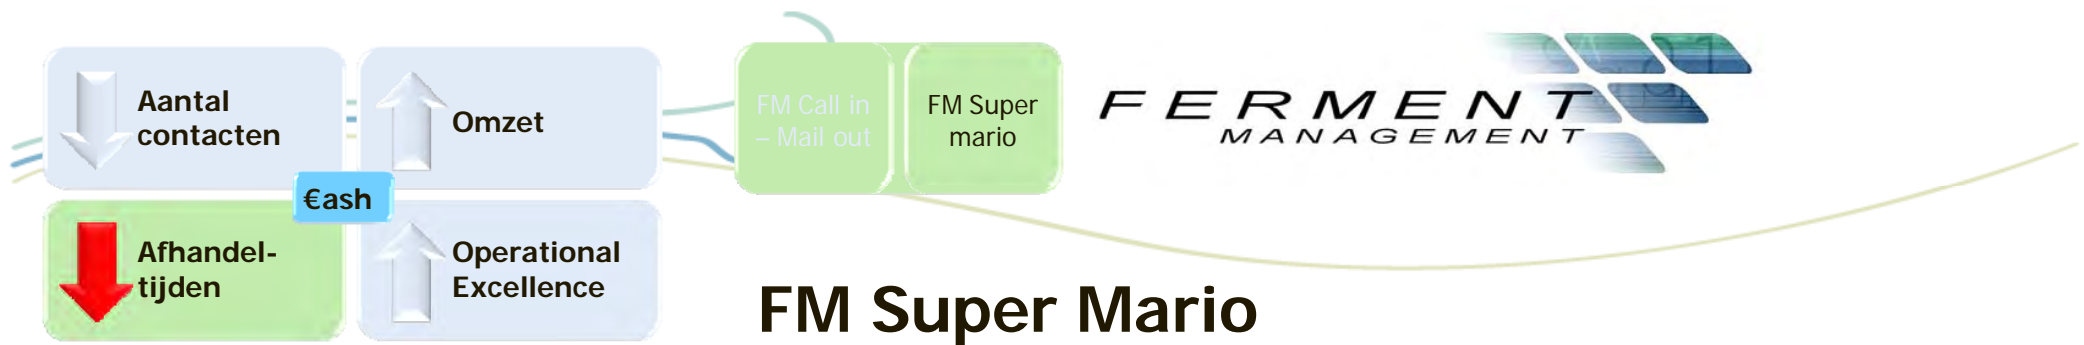 Aantal
contacten
Omzet
€ash
Afhandel-
tijden
Operational
Excellence
FM Call in
– Mail out
FM Super
mario
FERMENT
MANAGEMENT
FM Super Mario